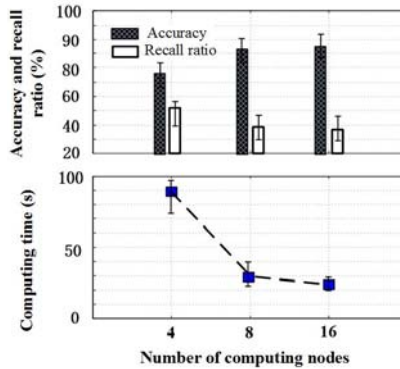 Accuracy and recall
ratio (%)
100
90
80
60
40
20
Accuracy
Recall ratio
Computing time (s)
100
50
0
4 8 16
Number of computing nodes